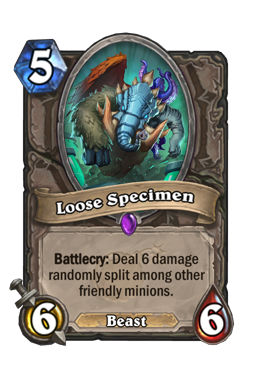 5
Loose Specimen
Battlecry: Deal 6 damage
randomly split among other
friendly minions.
6 Beast 6